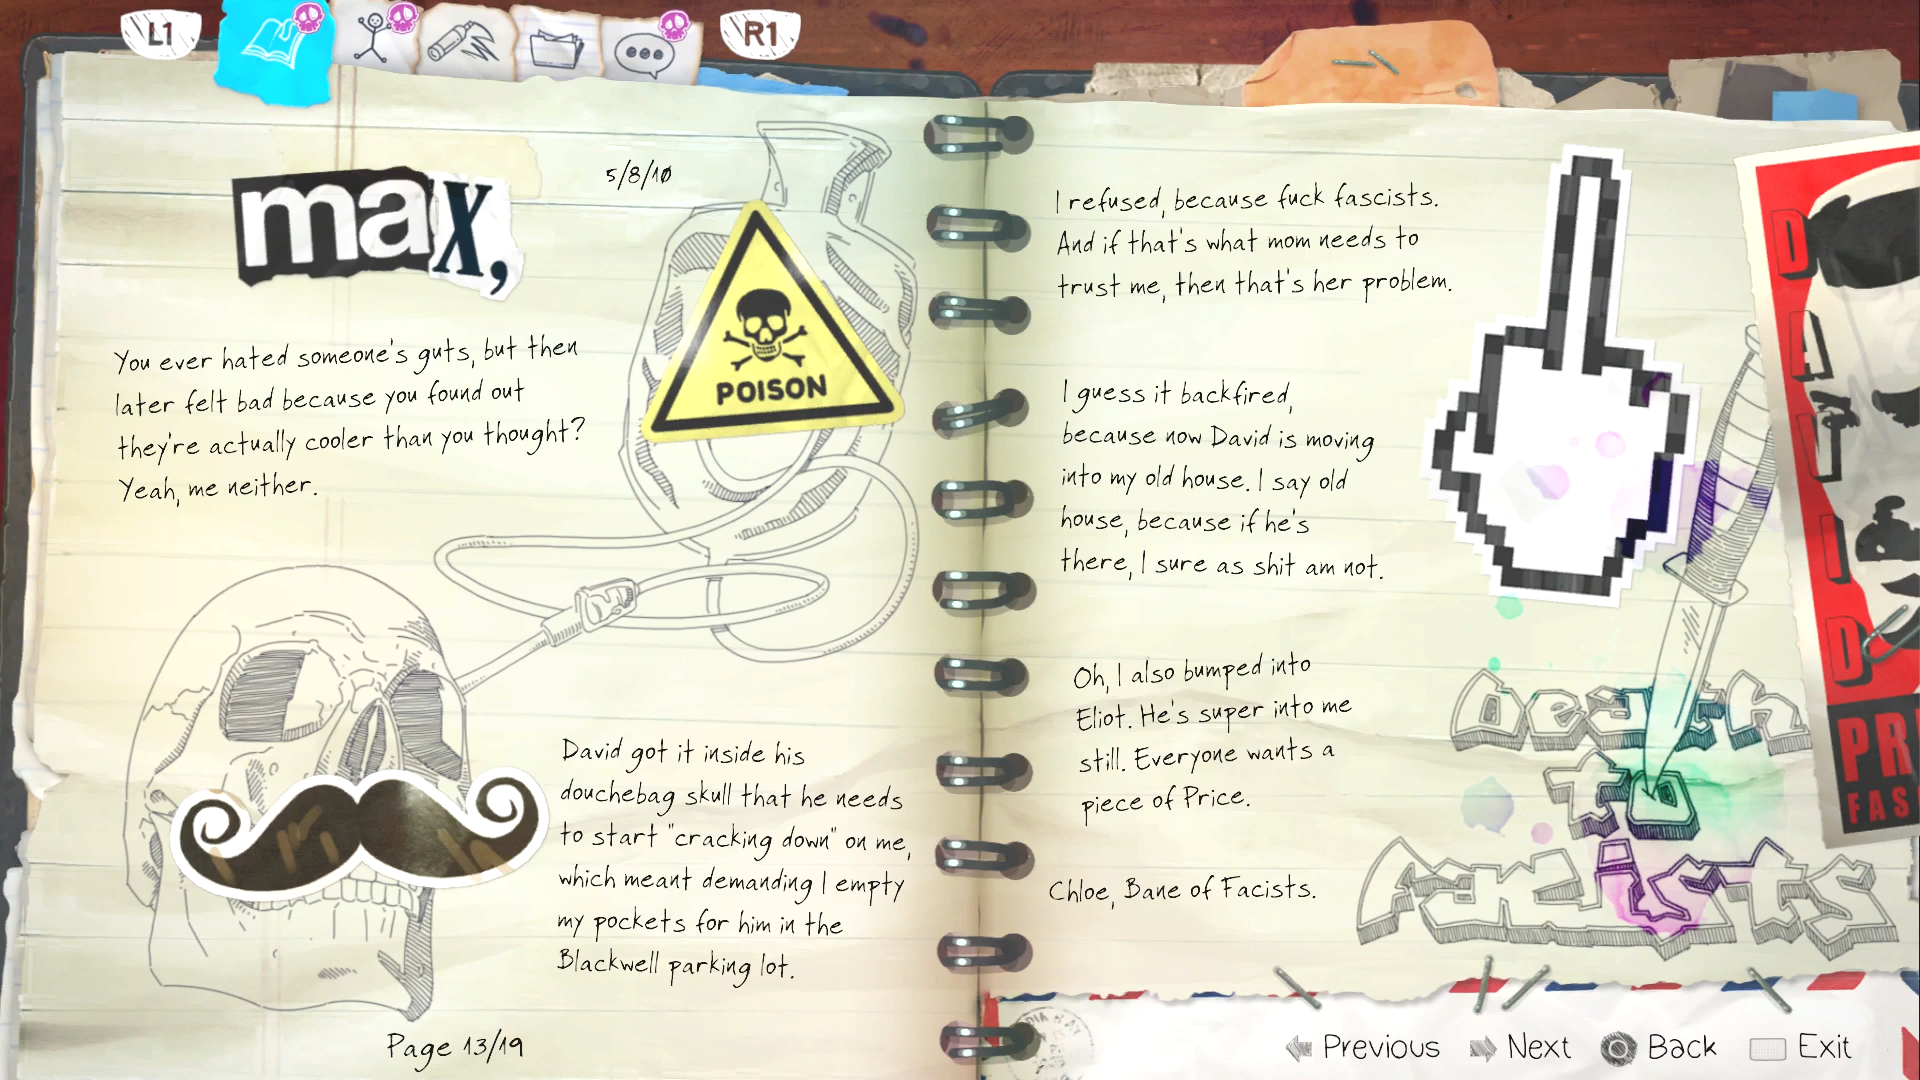 L1
R1
max,
5/8/10
POISON
You ever hated someone's guts, but then
later felt bad because you found out
they're actually cooler than you thought?
Yeah, me neither.
David got it inside his
douchebag skull that he needs
to start "cracking down" on me,
which meant demanding I empty
my pockets for him in the
Blackwell parking lot.
Page 13/19
I refused, because fuck fascists.
And if that's what mom needs to
trust me, then that's her problem.
I guess it backfired,
because now David is moving
into my old house. I say old
house, because if he's
there, I sure as shit am not.
Oh, I also bumped into
Eliot. He's super into me
still. Everyone wants a
piece of Price.
Chloe, Bane of Facists.
Death
to
DAVID
PR
FAS
Previous
Next
Back
Exit